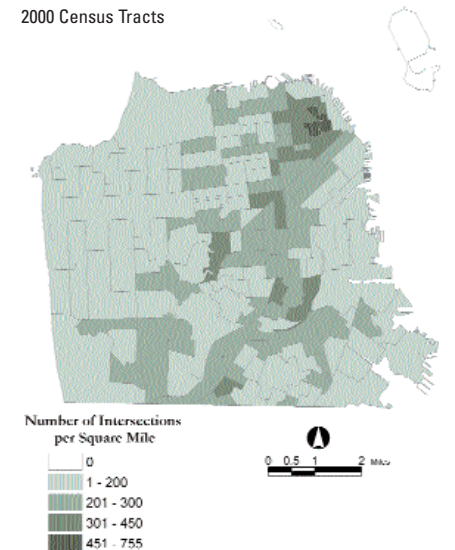 2000 Census Tracts
Number of Intersections
per Square Mile
0
1 - 200
201 - 300
301 - 450
451 - 755
0 0.5 1 2 Miles